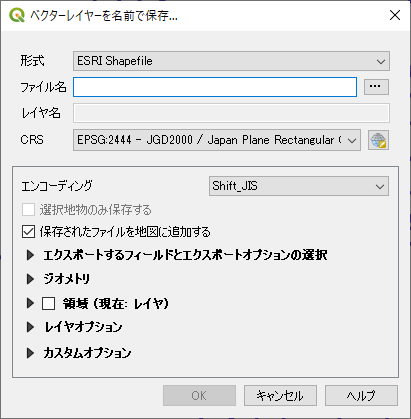 ベクターレイヤーを名前で保存...
形式 ESRI Shapefile
ファイル名 ...
レイヤ名
CRS EPSG:2444 - JGD2000 / Japan Plane Rectangular
エンコーディング Shift_JIS
選択地物のみ保存する
保存されたファイルを地図に追加する
エクスポートするフィールドとエクスポートオプションの選択
ジオメトリ
領域 (現在: レイヤ)
レイヤオプション
カスタムオプション
OK キャンセル ヘルプ